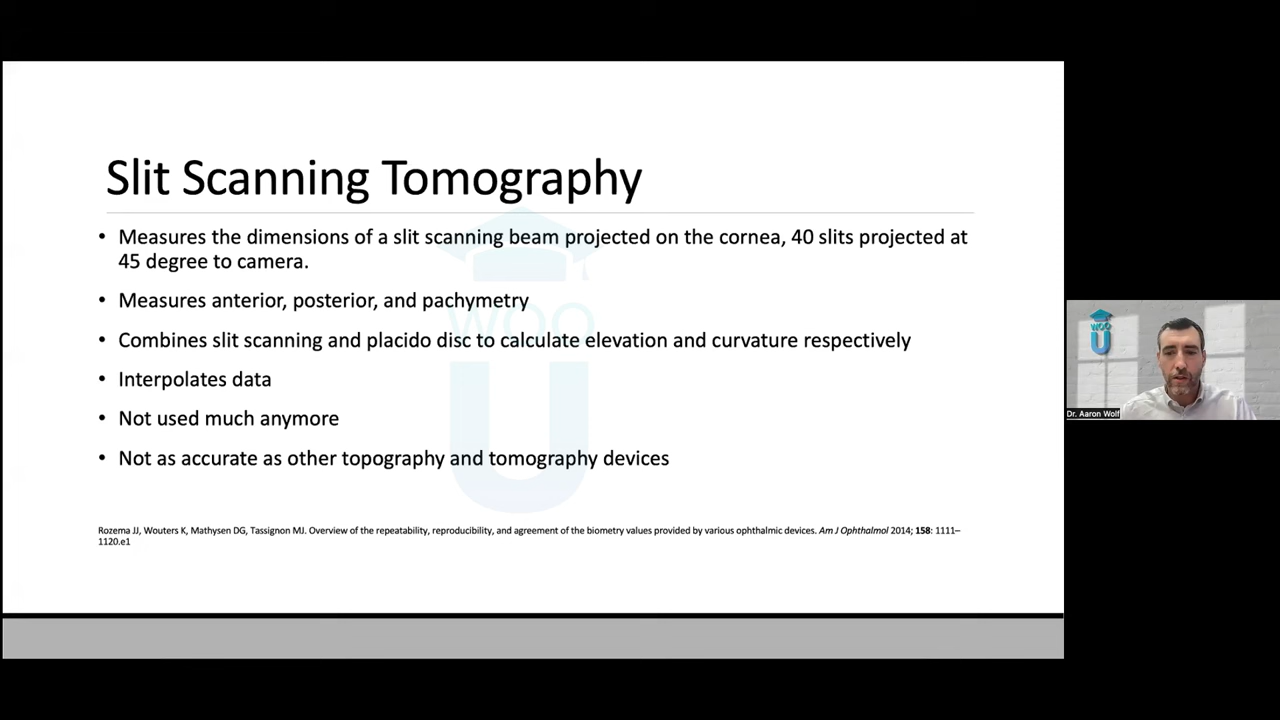 Slit Scanning Tomography
• Measures the dimensions of a slit scanning beam projected on the cornea, 40 slits projected at
45 degree to camera.
• Measures anterior, posterior, and pachymetry
• Combines slit scanning and placido disc to calculate elevation and curvature respectively
• Interpolates data
• Not used much anymore
• Not as accurate as other topography and tomography devices
Rozema JJ, Wouters K, Mathysen DG, Tassignon MJ. Overview of the repeatability, reproducibility, and agreement of the biometry values provided by various ophthalmic devices. Am J Ophthalmol 2014; 158: 1111–
1120.e1
WOO
U
WOO
U
Dr. Aaron Wolf